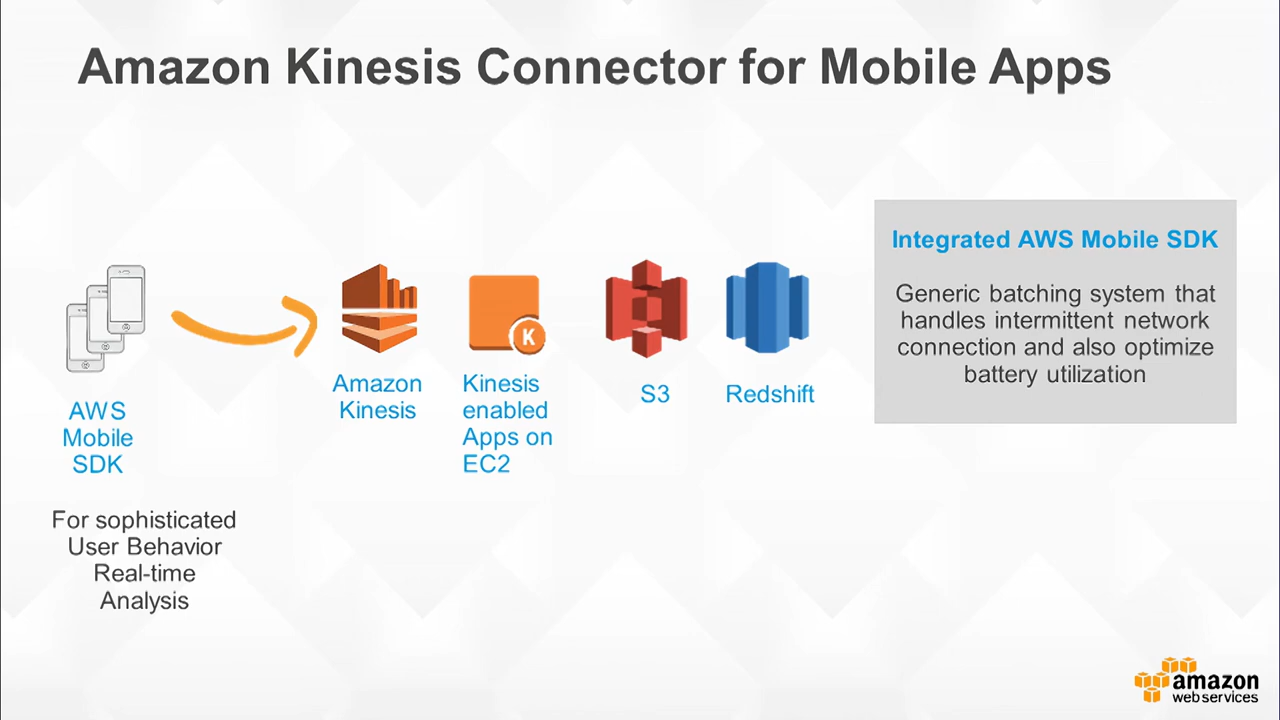 Amazon Kinesis Connector for Mobile Apps
AWS
Mobile
SDK
For sophisticated
User Behavior
Real-time
Analysis
Amazon
Kinesis
K
Kinesis
enabled
Apps on
EC2
S3
Redshift
Integrated AWS Mobile SDK
Generic batching system that
handles intermittent network
connection and also optimize
battery utilization
amazon
web services